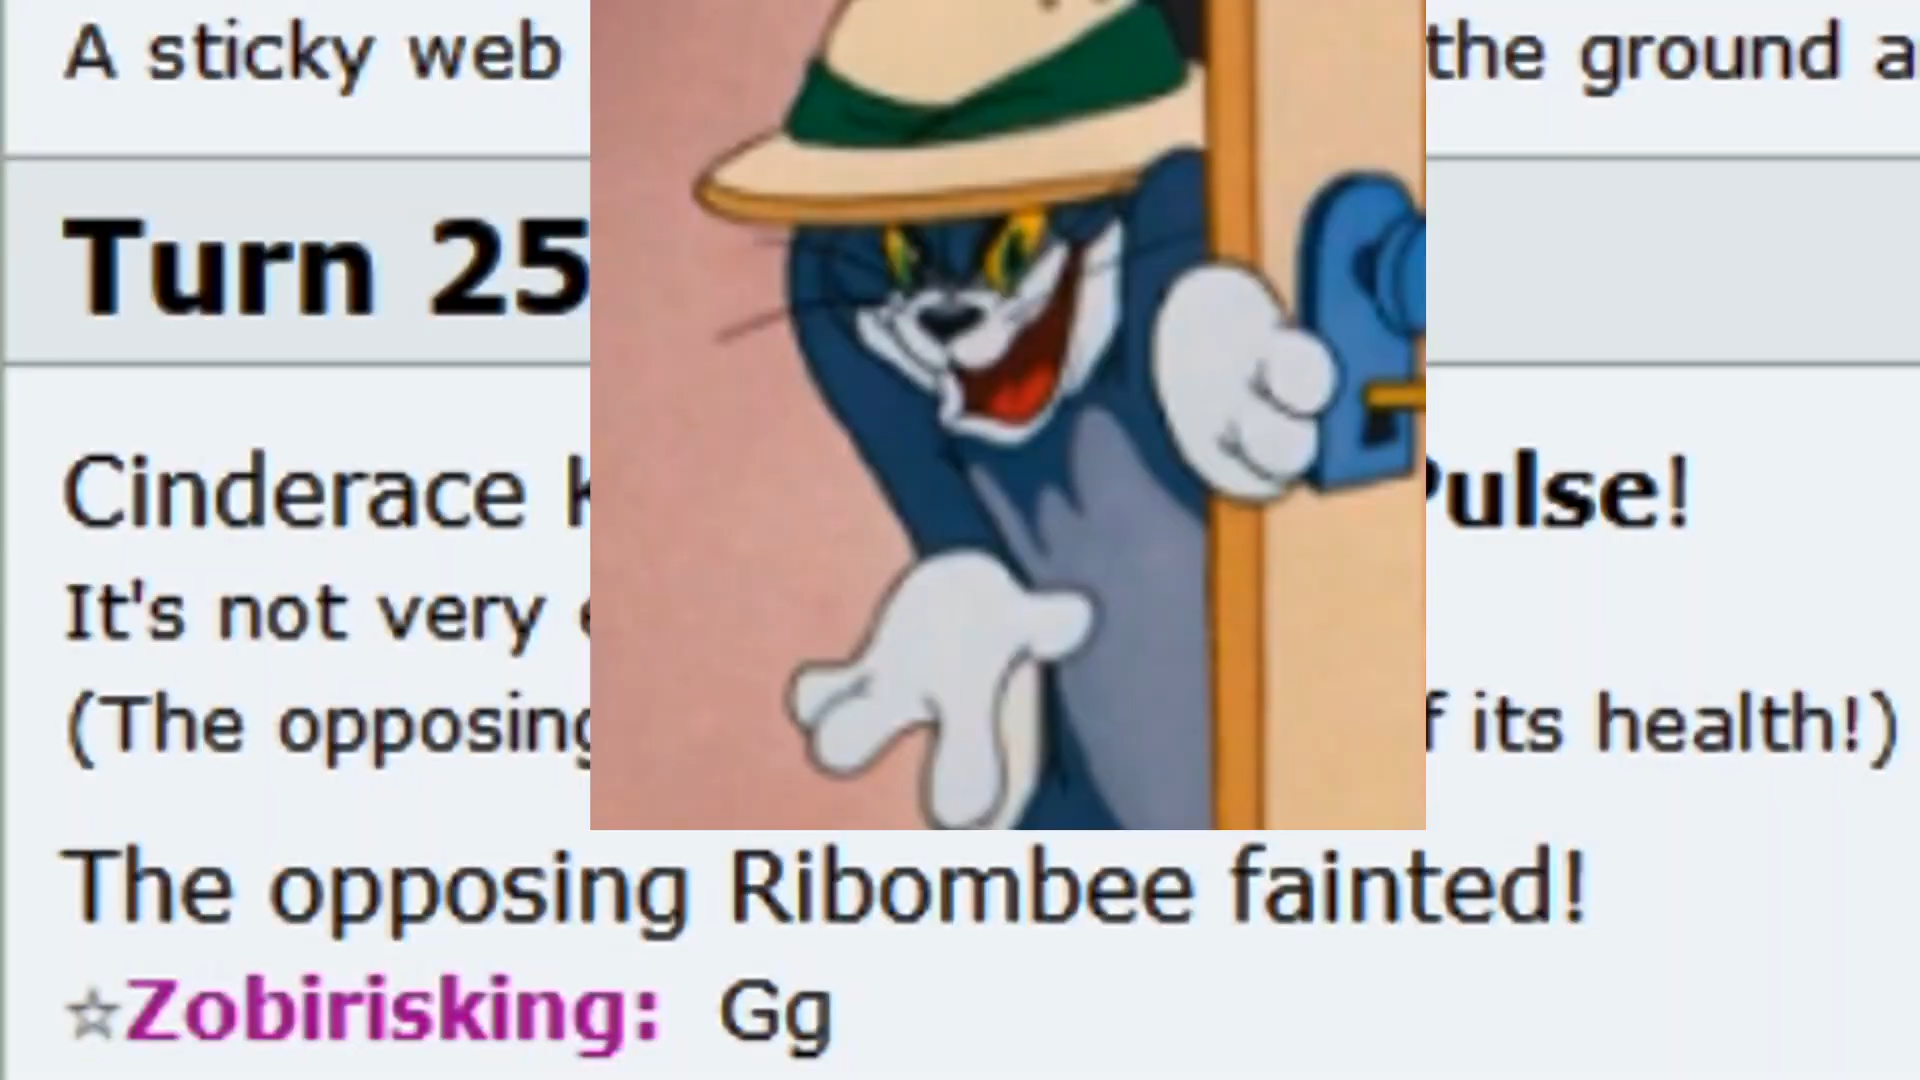 A sticky web the ground a
Turn 25
Cinderace Pulse!
It's not very
(The opposing its health!)
The opposing Ribombee fainted!
☆Zobirisking: Gg